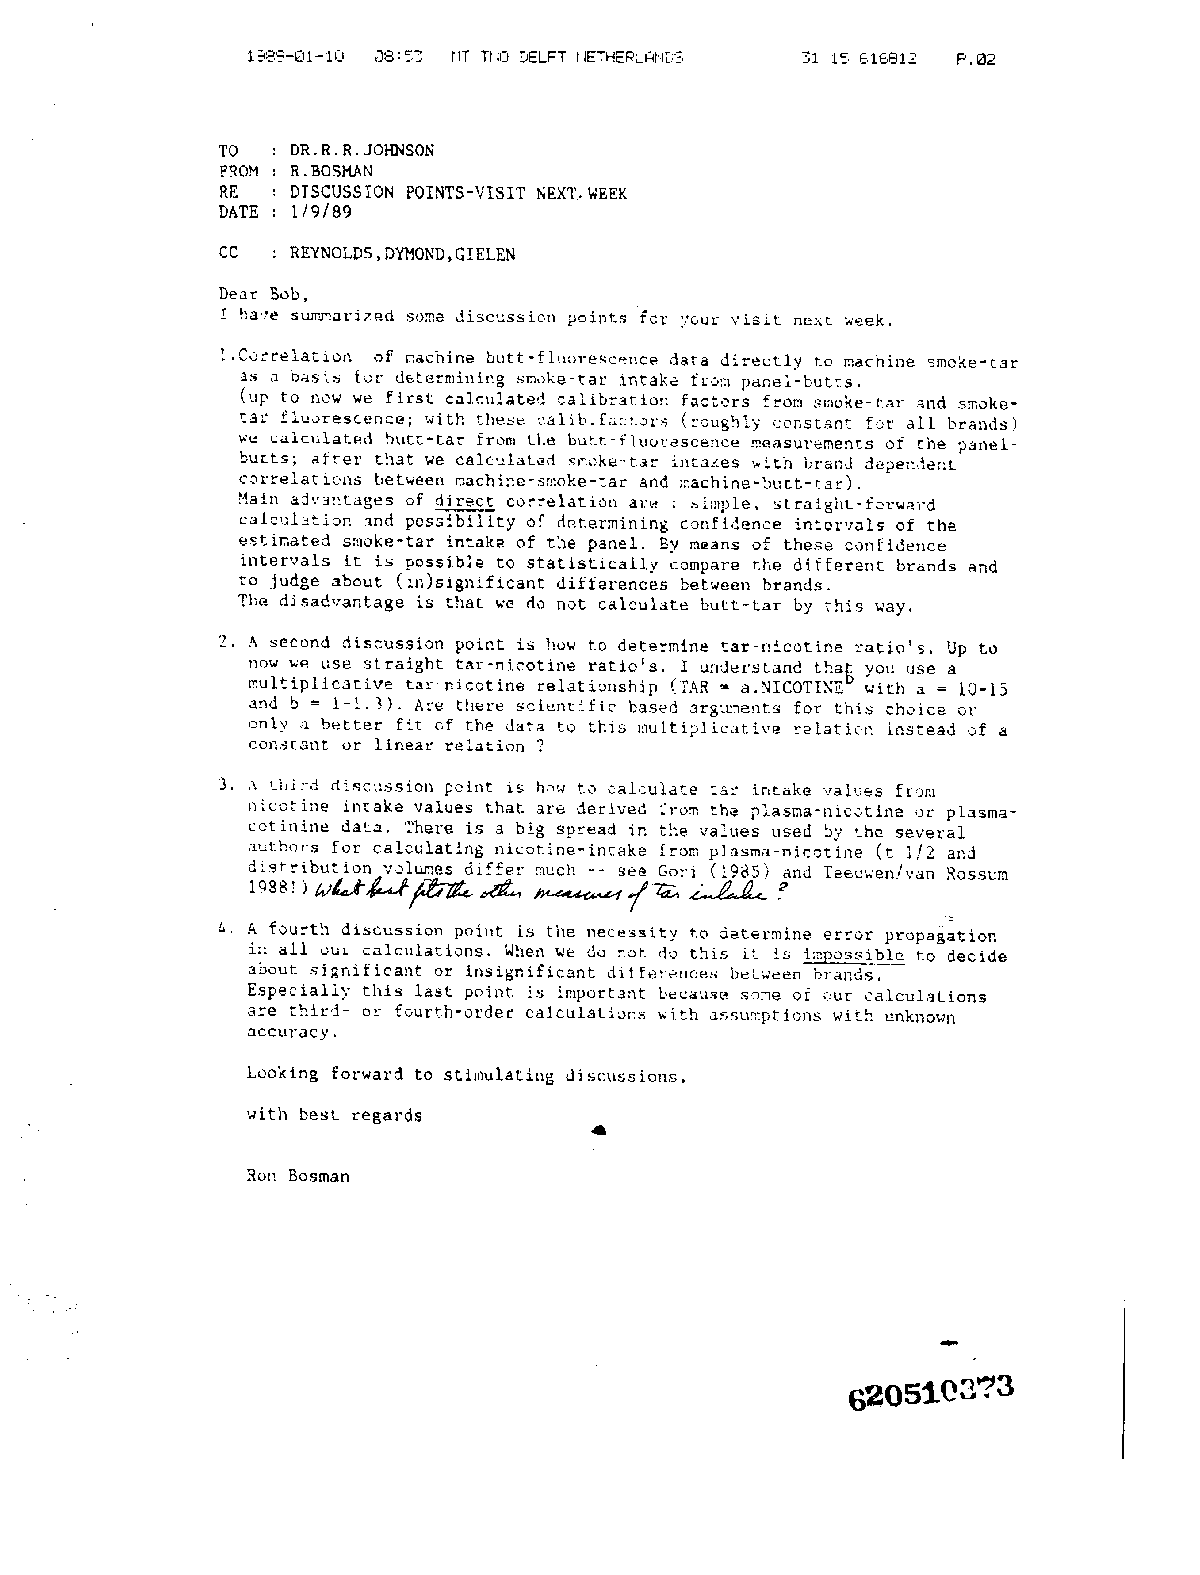 1989-01-10 08:53 MT TNO DELFT NETHERLANDS 31 15 616812 P.02
TO : DR.R.R.JOHNSON
FROM : R.BOSMAN
RE : DISCUSSION POINTS-VISIT NEXT.WEEK
DATE : 1/9/89
CC : REYNOLDS,DYMOND,GIELEN
Dear Bob,
I have summarized some discussion points for your visit next week.
1.Correlation of machine butt-fluorescence data directly to machine smoke-tar
as a basis for determining smoke-tar intake from panel-butts.
(up to now we first calculated calibration factors from smoke-tar and smoke-
tar fluorescence; with these calib.factors (roughly constant for all brands)
we calculated butt-tar from the butt-fluorescence measurements of the panel-
butts; after that we calculated smoke-tar intakes with brand dependent
correlations between machine-smoke-tar and machine-butt-tar).
Main advantages of direct correlation are : simple, straight-forward
calculation and possibility of determining confidence intervals of the
estimated smoke-tar intake of the panel. By means of these confidence
intervals it is possible to statistically compare the different brands and
to judge about (in)significant differences between brands.
The disadvantage is that we do not calculate butt-tar by this way.
2. A second discussion point is how to determine tar-nicotine ratio's. Up to
now we use straight tar-nicotine ratio's. I understand that you use a
multiplicative tar-nicotine relationship (TAR = a.NICOTINE^b with a = 10-15
and b = 1-1.3). Are there scientific based arguments for this choice or
only a better fit of the data to this multiplicative relation instead of a
constant or linear relation ?
3. A third discussion point is how to calculate tar intake values from
nicotine intake values that are derived from the plasma-nicotine or plasma-
cotinine data. There is a big spread in the values used by the several
authors for calculating nicotine-intake from plasma-nicotine (t 1/2 and
distribution volumes differ much -- see Gori (1985) and Teeuwen/van Rossum
1988!) What best fits the other measures of Tar intake ?
4. A fourth discussion point is the necessity to determine error propagation
in all our calculations. When we do not do this it is impossible to decide
about significant or insignificant differences between brands.
Especially this last point is important because some of our calculations
are third- or fourth-order calculations with assumptions with unknown
accuracy.
Looking forward to stimulating discussions,
with best regards
Ron Bosman
620510373